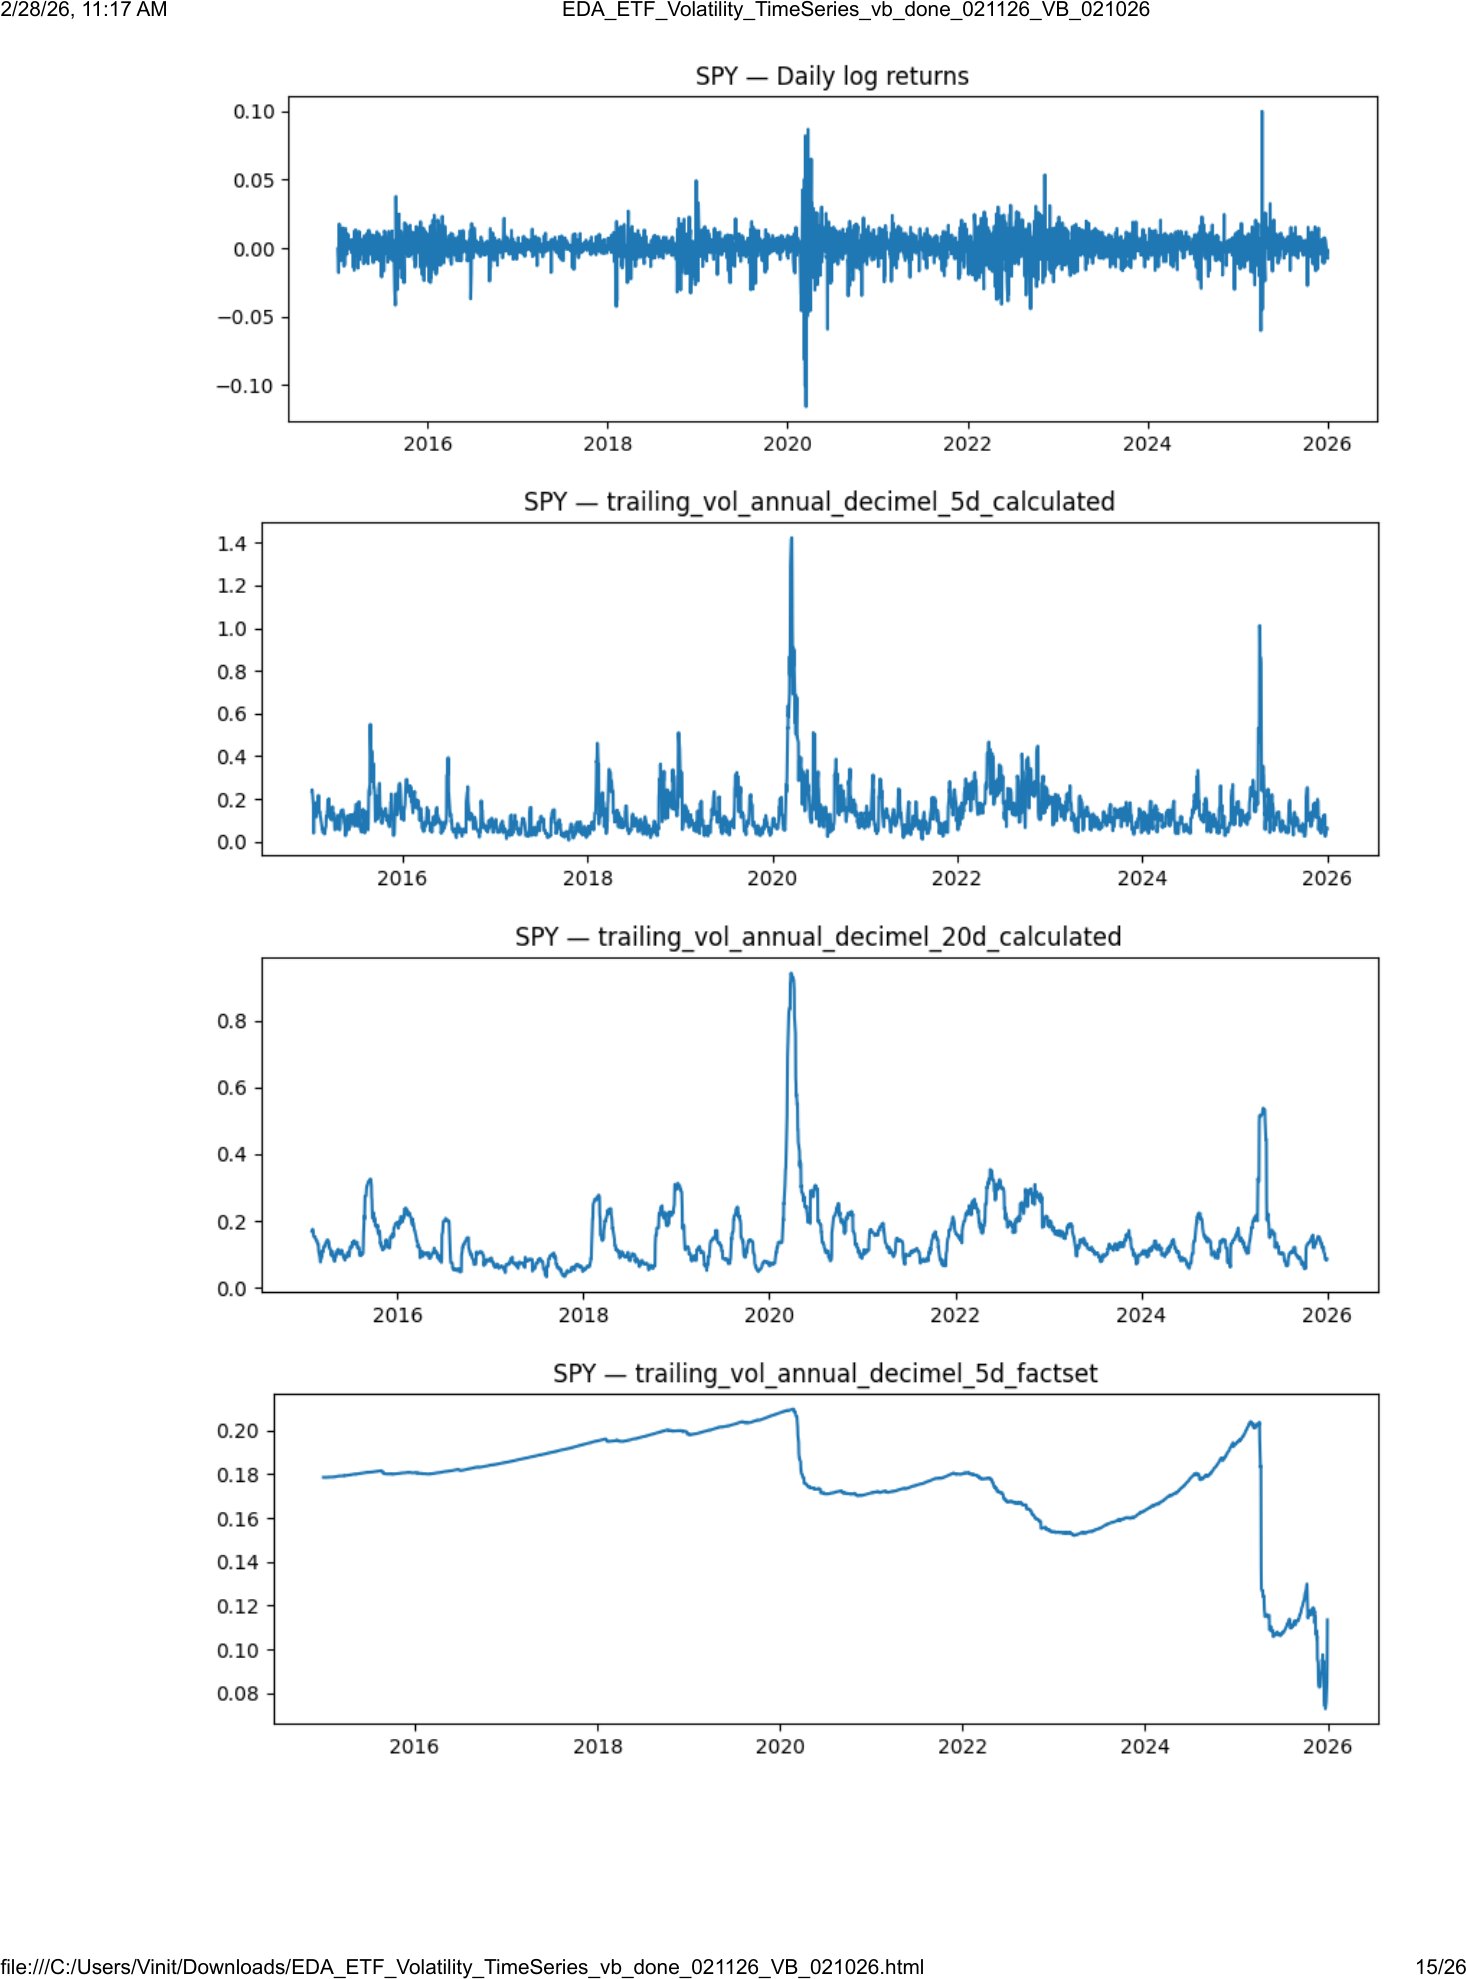 2/28/26, 11:17 AM EDA_ETF_Volatility_TimeSeries_vb_done_021126_VB_021026
SPY — Daily log returns
0.10
0.05
0.00
−0.05
−0.10
2016 2018 2020 2022 2024 2026
SPY — trailing_vol_annual_decimel_5d_calculated
1.4
1.2
1.0
0.8
0.6
0.4
0.2
0.0
2016 2018 2020 2022 2024 2026
SPY — trailing_vol_annual_decimel_20d_calculated
0.8
0.6
0.4
0.2
0.0
2016 2018 2020 2022 2024 2026
SPY — trailing_vol_annual_decimel_5d_factset
0.20
0.18
0.16
0.14
0.12
0.10
0.08
2016 2018 2020 2022 2024 2026
file:///C:/Users/Vinit/Downloads/EDA_ETF_Volatility_TimeSeries_vb_done_021126_VB_021026.html 15/26